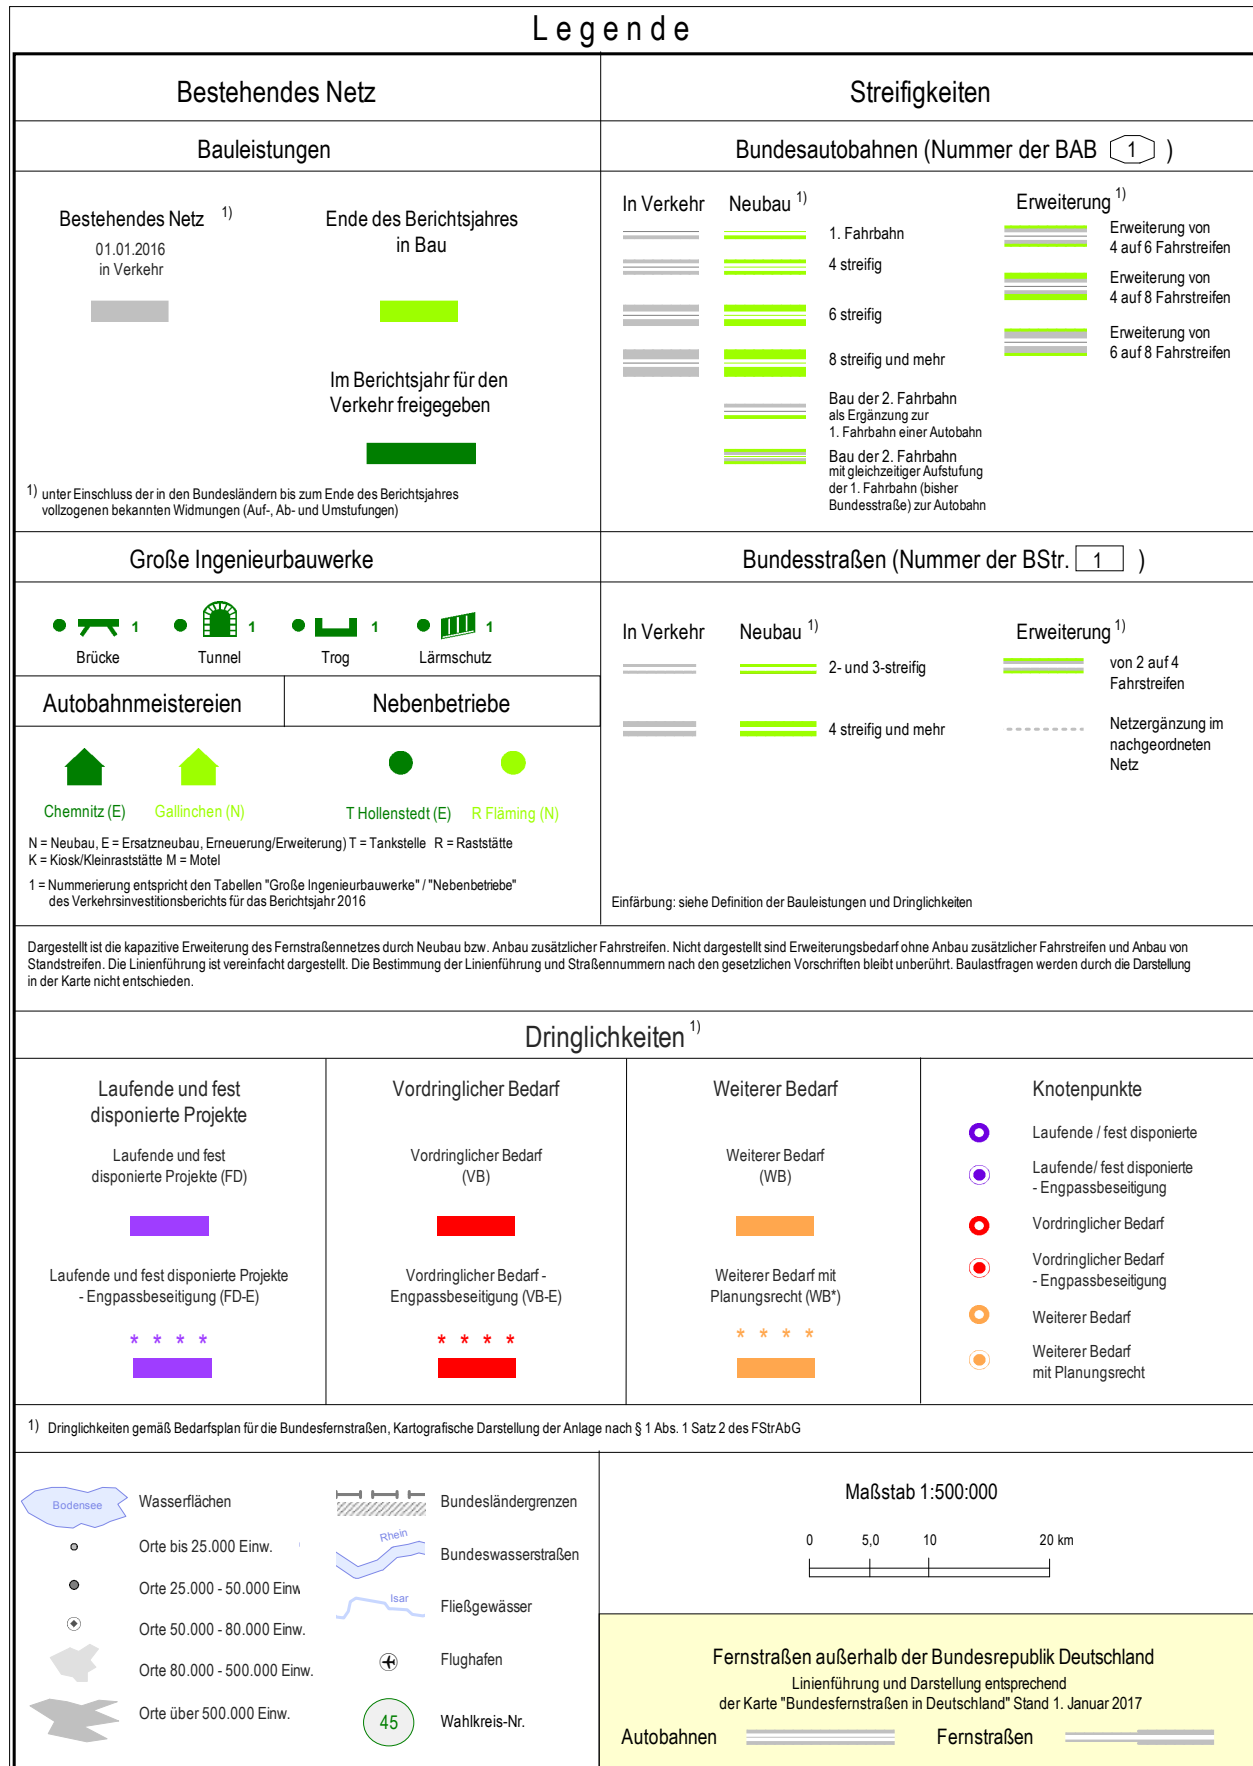 Legende
Bestehendes Netz
Streifigkeiten
Bauleistungen
Bundesautobahnen (Nummer der BAB 1 )
Bestehendes Netz 1)
01.01.2016
in Verkehr
Ende des Berichtsjahres
in Bau
Im Berichtsjahr für den
Verkehr freigegeben
1) unter Einschluss der in den Bundesländern bis zum Ende des Berichtsjahres
vollzogenen bekannten Widmungen (Auf-, Ab- und Umstufungen)
In Verkehr
Neubau 1)
Erweiterung 1)
1. Fahrbahn
4 streifig
6 streifig
8 streifig und mehr
Bau der 2. Fahrbahn
als Ergänzung zur
1. Fahrbahn einer Autobahn
Bau der 2. Fahrbahn
mit gleichzeitiger Aufstufung
der 1. Fahrbahn (bisher
Bundesstraße) zur Autobahn
Erweiterung von
4 auf 6 Fahrstreifen
Erweiterung von
4 auf 8 Fahrstreifen
Erweiterung von
6 auf 8 Fahrstreifen
Große Ingenieurbauwerke
1 1 1 1
Brücke Tunnel Trog Lärmschutz
Autobahnmeistereien
Nebenbetriebe
Chemnitz (E) Gallinchen (N)
T Hollenstedt (E) R Fläming (N)
N = Neubau, E = Ersatzneubau, Erneuerung/Erweiterung) T = Tankstelle R = Raststätte
K = Kiosk/Kleinraststätte M = Motel
1 = Nummerierung entspricht den Tabellen "Große Ingenieurbauwerke" / "Nebenbetriebe"
des Verkehrsinvestitionsberichts für das Berichtsjahr 2016
Bundesstraßen (Nummer der BStr. 1 )
In Verkehr
Neubau 1)
Erweiterung 1)
2- und 3-streifig
4 streifig und mehr
von 2 auf 4
Fahrstreifen
Netzergänzung im
nachgeordneten
Netz
Einfärbung: siehe Definition der Bauleistungen und Dringlichkeiten
Dargestellt ist die kapazitive Erweiterung des Fernstraßennetzes durch Neubau bzw. Anbau zusätzlicher Fahrstreifen. Nicht dargestellt sind Erweiterungsbedarf ohne Anbau zusätzlicher Fahrstreifen und Anbau von
Standstreifen. Die Linienführung ist vereinfacht dargestellt. Die Bestimmung der Linienführung und Straßennummern nach den gesetzlichen Vorschriften bleibt unberührt. Baulastfragen werden durch die Darstellung
in der Karte nicht entschieden.
Dringlichkeiten 1)
Laufende und fest
disponierte Projekte
Laufende und fest
disponierte Projekte (FD)
Laufende und fest disponierte Projekte
- Engpassbeseitigung (FD-E)
* * * *
Vordringlicher Bedarf
Vordringlicher Bedarf
(VB)
Vordringlicher Bedarf -
Engpassbeseitigung (VB-E)
* * * *
Weiterer Bedarf
Weiterer Bedarf
(WB)
Weiterer Bedarf mit
Planungsrecht (WB*)
* * * *
Knotenpunkte
Laufende / fest disponierte
Laufende/ fest disponierte
- Engpassbeseitigung
Vordringlicher Bedarf
Vordringlicher Bedarf
- Engpassbeseitigung
Weiterer Bedarf
Weiterer Bedarf
mit Planungsrecht
1) Dringlichkeiten gemäß Bedarfsplan für die Bundesfernstraßen, Kartografische Darstellung der Anlage nach § 1 Abs. 1 Satz 2 des FStrAbG
Bodensee
Wasserflächen
Orte bis 25.000 Einw.
Orte 25.000 - 50.000 Einw
Orte 50.000 - 80.000 Einw.
Orte 80.000 - 500.000 Einw.
Orte über 500.000 Einw.
Bundesländergrenzen
Rhein
Bundeswasserstraßen
Isar
Fließgewässer
Flughafen
45
Wahlkreis-Nr.
Maßstab 1:500:000
0 5,0 10 20 km
Fernstraßen außerhalb der Bundesrepublik Deutschland
Linienführung und Darstellung entsprechend
der Karte "Bundesfernstraßen in Deutschland" Stand 1. Januar 2017
Autobahnen
Fernstraßen